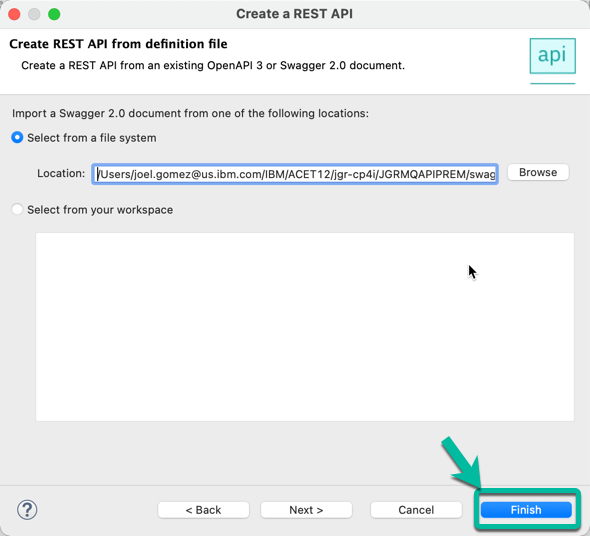 Create a REST API
Create REST API from definition file
Create a REST API from an existing OpenAPI 3 or Swagger 2.0 document.
api
Import a Swagger 2.0 document from one of the following locations:
Select from a file system
Location: /Users/joel.gomez@us.ibm.com/IBM/ACET12/jgr-cp4i/JGRMQAPIPREM/swag Browse
Select from your workspace
? < Back Next > Cancel Finish